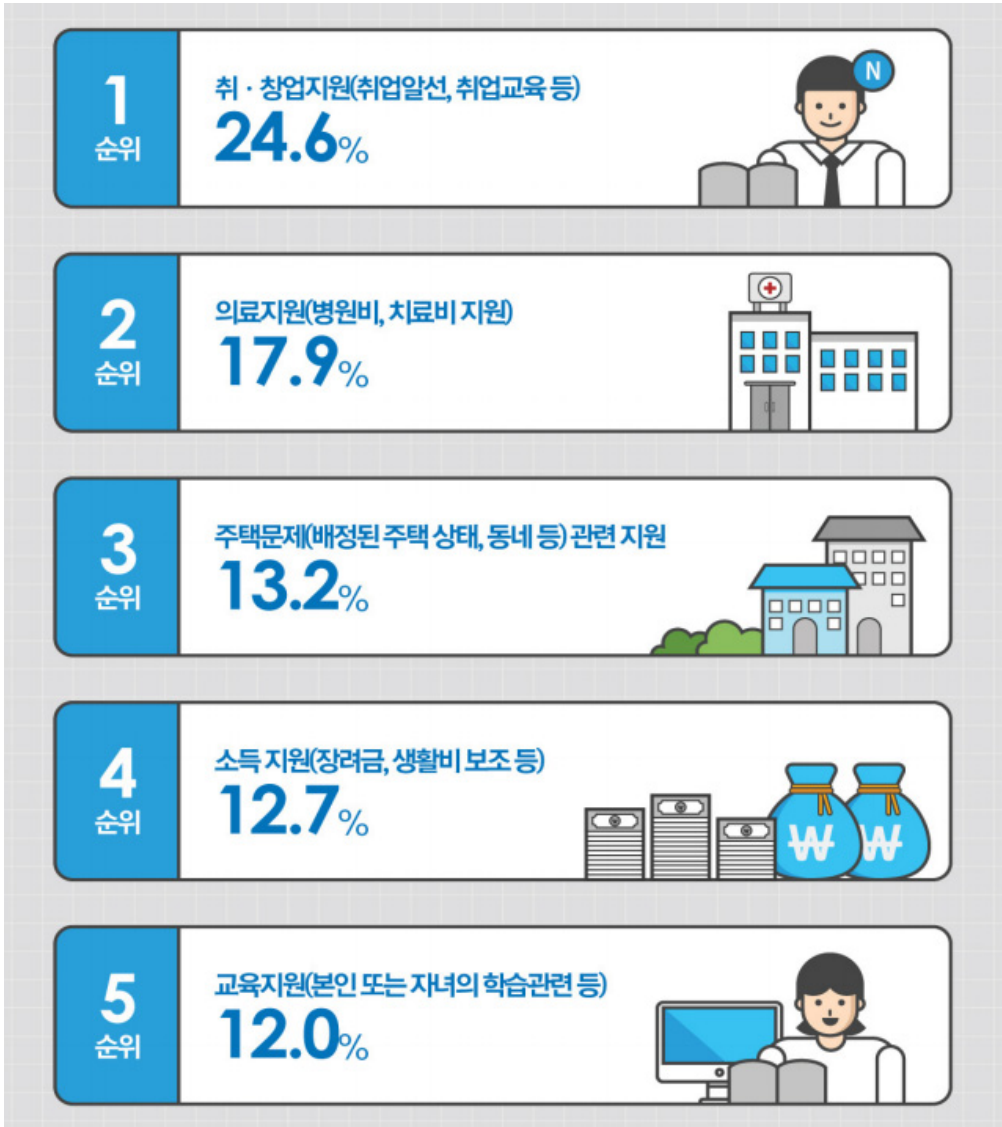 1
순위
취·창업지원(취업알선, 취업교육 등)
24.6%
N
2
순위
의료지원(병원비, 치료비 지원)
17.9%
3
순위
주택문제(배정된 주택 상태, 동네 등) 관련 지원
13.2%
4
순위
소득 지원(장려금, 생활비 보조 등)
12.7%
₩ ₩
5
순위
교육지원(본인 또는 자녀의 학습관련 등)
12.0%